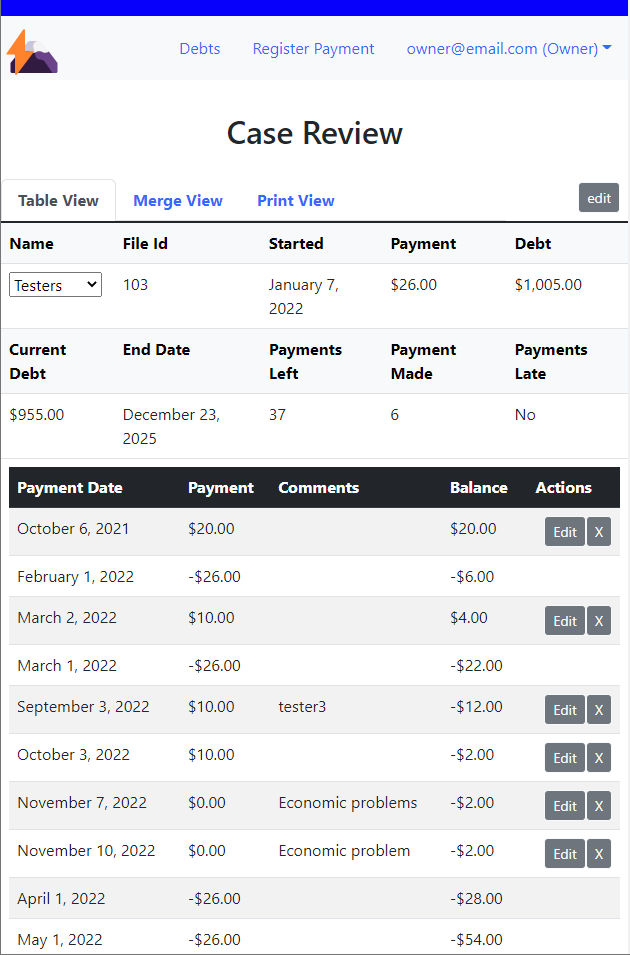 Debts Register Payment owner@email.com (Owner)
Case Review
Table View Merge View Print View edit
Name File Id Started Payment Debt
Testers 103 January 7, $26.00 $1,005.00
2022
Current End Date Payments Payment Payments
Debt Left Made Late
$955.00 December 23, 37 6 No
2025
Payment Date Payment Comments Balance Actions
October 6, 2021 $20.00 $20.00 Edit X
February 1, 2022 -$26.00 -$6.00
March 2, 2022 $10.00 $4.00 Edit X
March 1, 2022 -$26.00 -$22.00
September 3, 2022 $10.00 tester3 -$12.00 Edit X
October 3, 2022 $10.00 -$2.00 Edit X
November 7, 2022 $0.00 Economic problems -$2.00 Edit X
November 10, 2022 $0.00 Economic problem -$2.00 Edit X
April 1, 2022 -$26.00 -$28.00
May 1, 2022 -$26.00 -$54.00